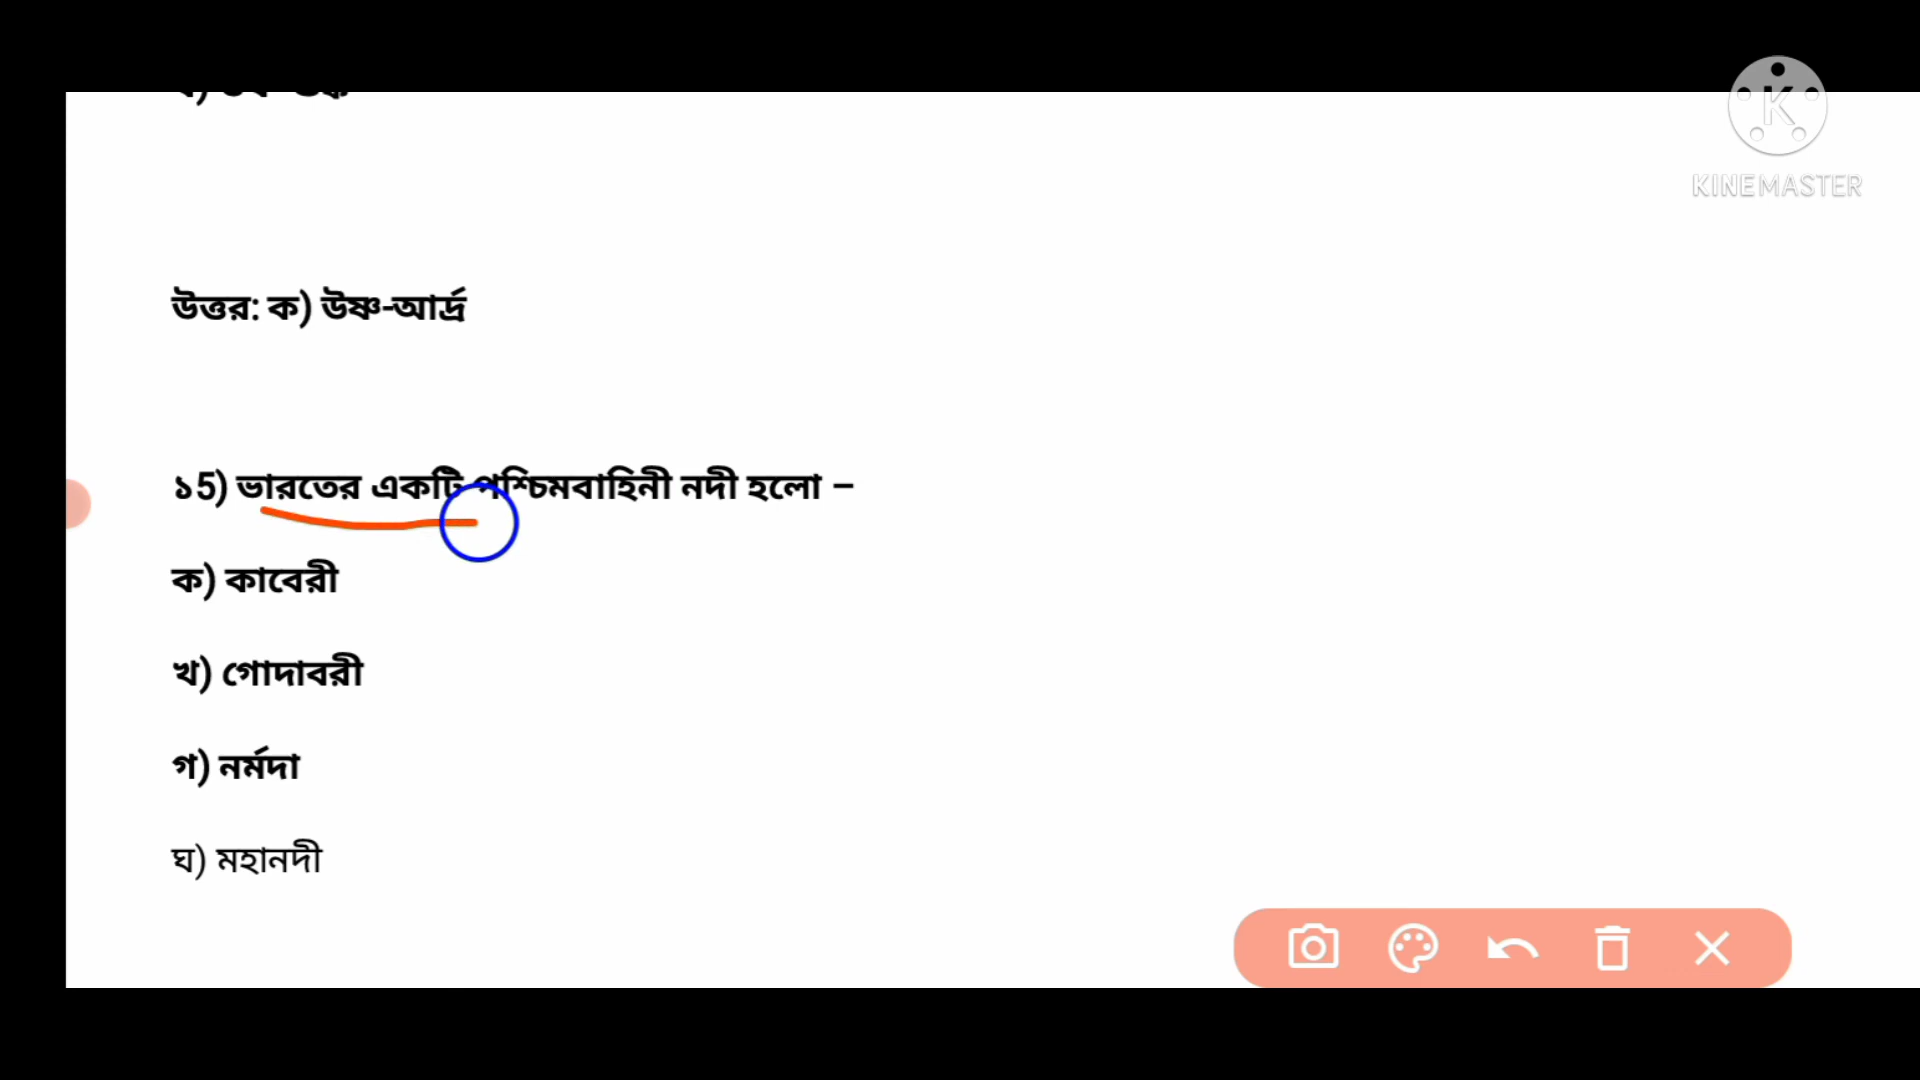 KINEMASTER
উত্তর: ক) উষ্ণ-আর্দ্র
১5) ভারতের একটি পশ্চিমবাহিনী নদী হলো –
ক) কাবেরী
খ) গোদাবরী
গ) নর্মদা
ঘ) মহানদী